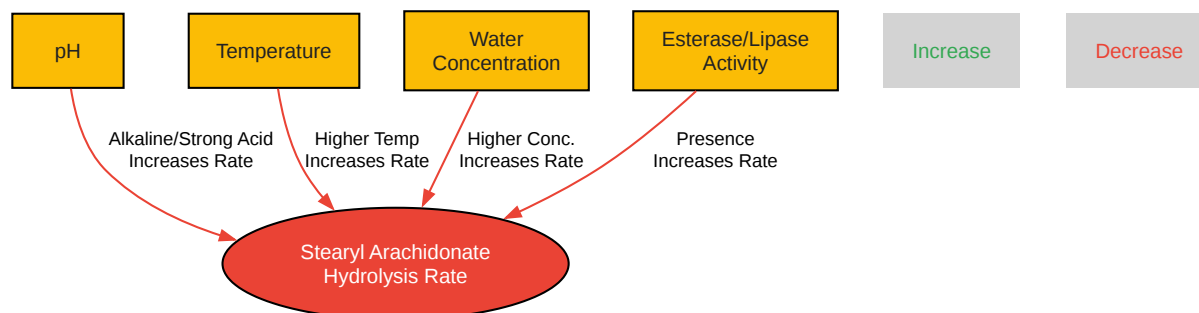 pH
Temperature
Water
Concentration
Esterase/Lipase
Activity
Increase
Decrease
Alkaline/Strong Acid
Increases Rate
Higher Temp
Increases Rate
Higher Conc.
Increases Rate
Presence
Increases Rate
Stearyl Arachidonate
Hydrolysis Rate